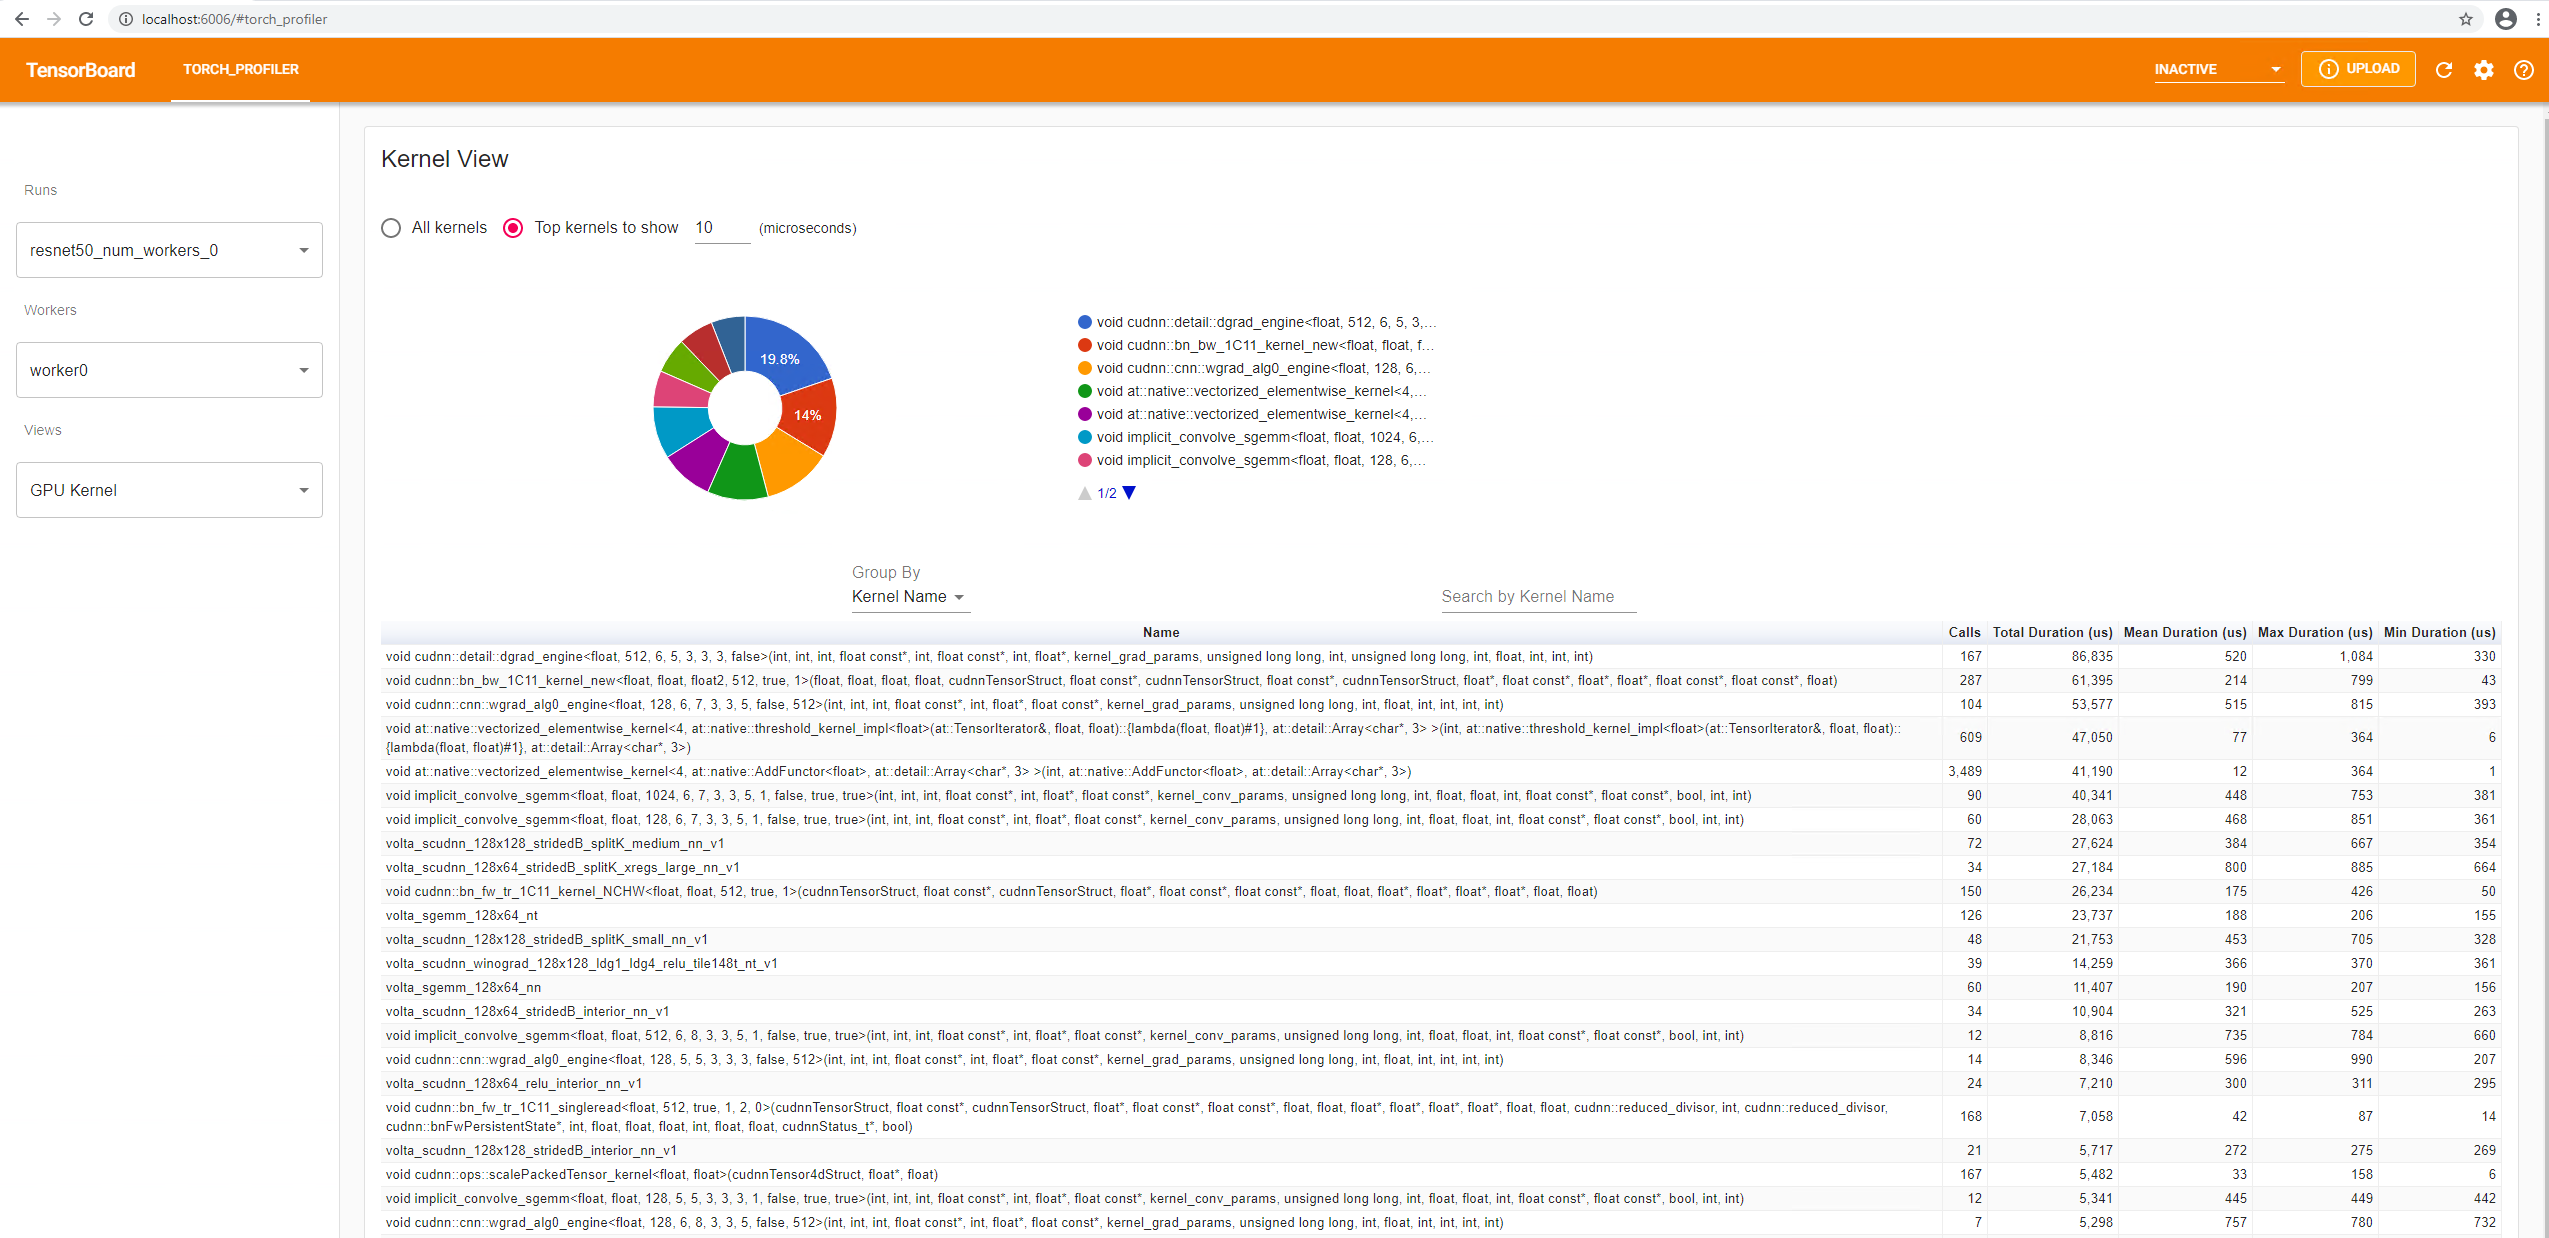 localhost:6006/#torch_profiler
TensorBoard TORCH_PROFILER INACTIVE UPLOAD
Runs
resnet50_num_workers_0
Workers
worker0
Views
GPU Kernel
Kernel View
All kernels Top kernels to show 10 (microseconds)
19.8%
14%
void cudnn::detail::dgrad_engine<float, 512, 6, 5, 3,...
void cudnn::bn_bw_1C11_kernel_new<float, float, f...
void cudnn::cnn::wgrad_alg0_engine<float, 128, 6,...
void at::native::vectorized_elementwise_kernel<4,...
void at::native::vectorized_elementwise_kernel<4,...
void implicit_convolve_sgemm<float, float, 1024, 6,...
void implicit_convolve_sgemm<float, float, 128, 6,...
1/2
Group By
Kernel Name
Search by Kernel Name
Name Calls Total Duration (us) Mean Duration (us) Max Duration (us) Min Duration (us)
void cudnn::detail::dgrad_engine<float, 512, 6, 5, 3, 3, 3, false>(int, int, int, float const*, int, float const*, int, float*, kernel_grad_params, unsigned long long, int, unsigned long long, int, float, int, int, int) 167 86,835 520 1,084 330
void cudnn::bn_bw_1C11_kernel_new<float, float, float2, 512, true, 1>(float, float, float, float, cudnnTensorStruct, float const*, cudnnTensorStruct, float const*, cudnnTensorStruct, float*, float const*, float*, float*, float const*, float const*, float) 287 61,395 214 799 43
void cudnn::cnn::wgrad_alg0_engine<float, 128, 6, 7, 3, 3, 5, false, 512>(int, int, int, float const*, int, float*, float const*, kernel_grad_params, unsigned long long, int, float, int, int, int, int) 104 53,577 515 815 393
void at::native::vectorized_elementwise_kernel<4, at::native::threshold_kernel_impl<float>(at::TensorIterator&, float, float)::{lambda(float, float)#1}, at::detail::Array<char*, 3> >(int, at::native::threshold_kernel_impl<float>(at::TensorIterator&, float, float)::
{lambda(float, float)#1}, at::detail::Array<char*, 3>) 609 47,050 77 364 6
void at::native::vectorized_elementwise_kernel<4, at::native::AddFunctor<float>, at::detail::Array<char*, 3> >(int, at::native::AddFunctor<float>, at::detail::Array<char*, 3>) 3,489 41,190 12 364 1
void implicit_convolve_sgemm<float, float, 1024, 6, 7, 3, 3, 5, 1, false, true, true>(int, int, int, float const*, int, float*, float const*, kernel_conv_params, unsigned long long, int, float, float, int, float const*, float const*, bool, int, int) 90 40,341 448 753 381
void implicit_convolve_sgemm<float, float, 128, 6, 7, 3, 3, 5, 1, false, true, true>(int, int, int, float const*, int, float*, float const*, kernel_conv_params, unsigned long long, int, float, float, int, float const*, float const*, bool, int, int) 60 28,063 468 851 361
volta_scudnn_128x128_stridedB_splitK_medium_nn_v1 72 27,624 384 667 354
volta_scudnn_128x64_stridedB_splitK_xregs_large_nn_v1 34 27,184 800 885 664
void cudnn::bn_fw_tr_1C11_kernel_NCHW<float, float, 512, true, 1>(cudnnTensorStruct, float const*, cudnnTensorStruct, float*, float const*, float const*, float, float, float*, float*, float*, float*, float, float) 150 26,234 175 426 50
volta_sgemm_128x64_nt 126 23,737 188 206 155
volta_scudnn_128x128_stridedB_splitK_small_nn_v1 48 21,753 453 705 328
volta_scudnn_winograd_128x128_ldg1_ldg4_relu_tile148t_nt_v1 39 14,259 366 370 361
volta_sgemm_128x64_nn 60 11,407 190 207 156
volta_scudnn_128x64_stridedB_interior_nn_v1 34 10,904 321 525 263
void implicit_convolve_sgemm<float, float, 512, 6, 8, 3, 3, 5, 1, false, true, true>(int, int, int, float const*, int, float*, float const*, kernel_conv_params, unsigned long long, int, float, float, int, float const*, float const*, bool, int, int) 12 8,816 735 784 660
void cudnn::cnn::wgrad_alg0_engine<float, 128, 5, 5, 3, 3, 3, false, 512>(int, int, int, float const*, int, float*, float const*, kernel_grad_params, unsigned long long, int, float, int, int, int, int) 14 8,346 596 990 207
volta_scudnn_128x64_relu_interior_nn_v1 24 7,210 300 311 295
void cudnn::bn_fw_tr_1C11_singleread<float, 512, true, 1, 2, 0>(cudnnTensorStruct, float const*, cudnnTensorStruct, float*, float const*, float const*, float, float, float*, float*, float*, float*, float, float, cudnn::reduced_divisor, int, cudnn::reduced_divisor,
cudnn::bnFwPersistentState*, int, float, float, float, int, float, float, cudnnStatus_t*, bool) 168 7,058 42 87 14
volta_scudnn_128x128_stridedB_interior_nn_v1 21 5,717 272 275 269
void cudnn::ops::scalePackedTensor_kernel<float, float>(cudnnTensor4dStruct, float*, float) 167 5,482 33 158 6
void implicit_convolve_sgemm<float, float, 128, 5, 5, 3, 3, 3, 1, false, true, true>(int, int, int, float const*, int, float*, float const*, kernel_conv_params, unsigned long long, int, float, float, int, float const*, float const*, bool, int, int) 12 5,341 445 449 442
void cudnn::cnn::wgrad_alg0_engine<float, 128, 6, 8, 3, 3, 5, false, 512>(int, int, int, float const*, int, float*, float const*, kernel_grad_params, unsigned long long, int, float, int, int, int, int) 7 5,298 757 780 732